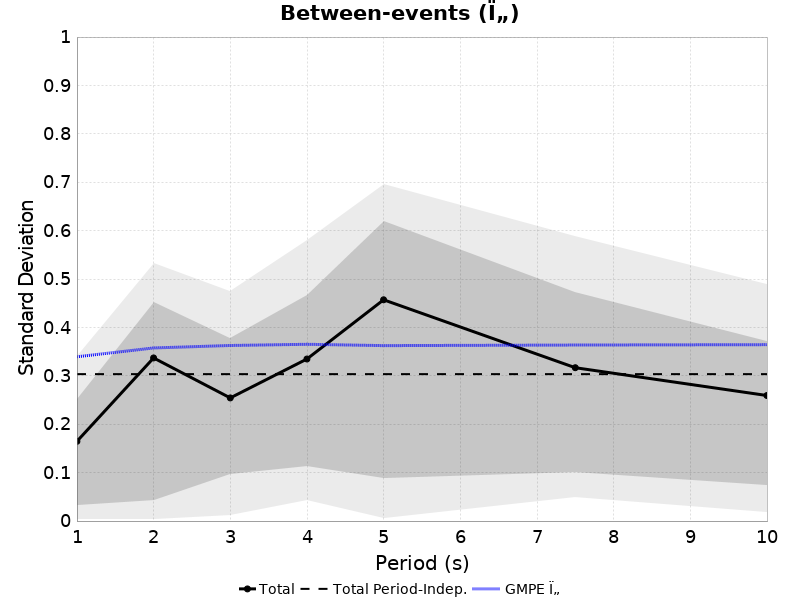 Between-events (Ï„)
1
0.9
0.8
0.7
0.6
0.5
0.4
0.3
0.2
0.1
0
Standard Deviation
1 2 3 4 5 6 7 8 9 10
Period (s)
Total Total Period-Indep. GMPE Ï„